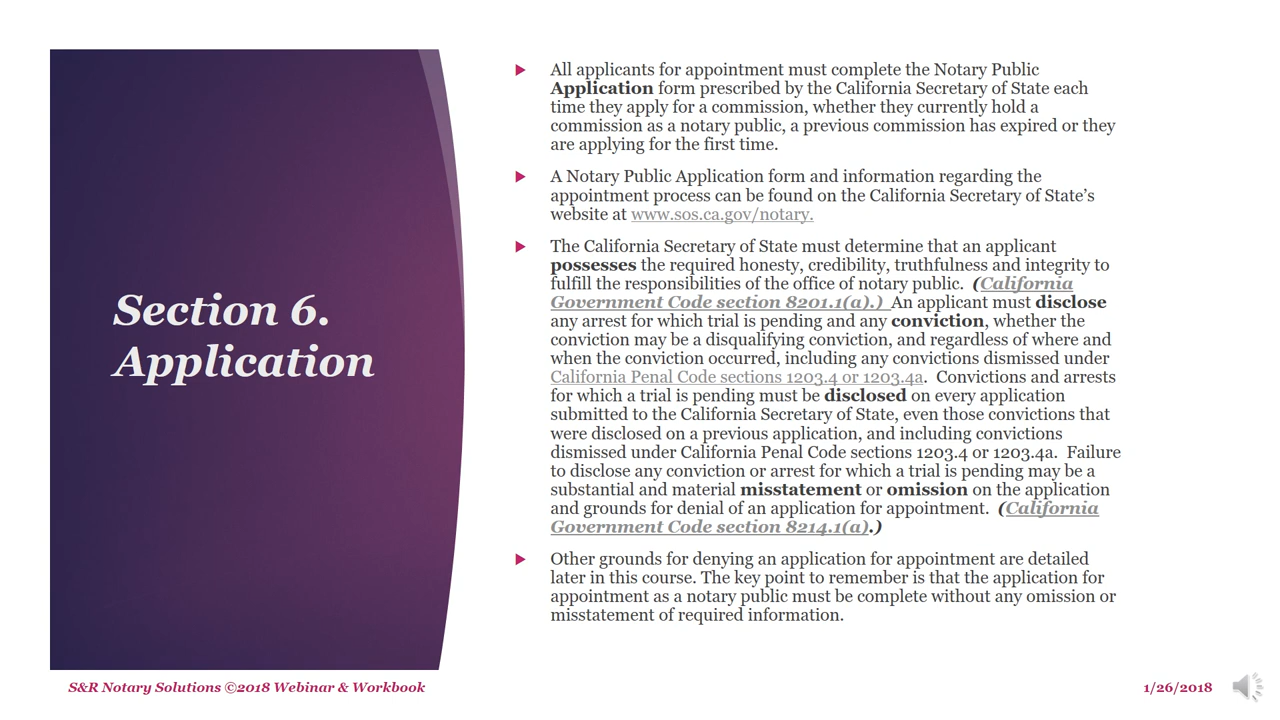 Section 6.
Application
All applicants for appointment must complete the Notary Public
Application form prescribed by the California Secretary of State each
time they apply for a commission, whether they currently hold a
commission as a notary public, a previous commission has expired or they
are applying for the first time.
A Notary Public Application form and information regarding the
appointment process can be found on the California Secretary of State's
website at www.sos.ca.gov/notary.
The California Secretary of State must determine that an applicant
possesses the required honesty, credibility, truthfulness and integrity to
fulfill the responsibilities of the office of notary public. (California
Government Code section 8201.1(a).) An applicant must disclose
any arrest for which trial is pending and any conviction, whether the
conviction may be a disqualifying conviction, and regardless of where and
when the conviction occurred, including any convictions dismissed under
California Penal Code sections 1203.4 or 1203.4a. Convictions and arrests
for which a trial is pending must be disclosed on every application
submitted to the California Secretary of State, even those convictions that
were disclosed on a previous application, and including convictions
dismissed under California Penal Code sections 1203.4 or 1203.4a. Failure
to disclose any conviction or arrest for which a trial is pending may be a
substantial and material misstatement or omission on the application
and grounds for denial of an application for appointment. (California
Government Code section 8214.1(a).)
Other grounds for denying an application for appointment are detailed
later in this course. The key point to remember is that the application for
appointment as a notary public must be complete without any omission or
misstatement of required information.
S&R Notary Solutions ©2018 Webinar & Workbook
1/26/2018